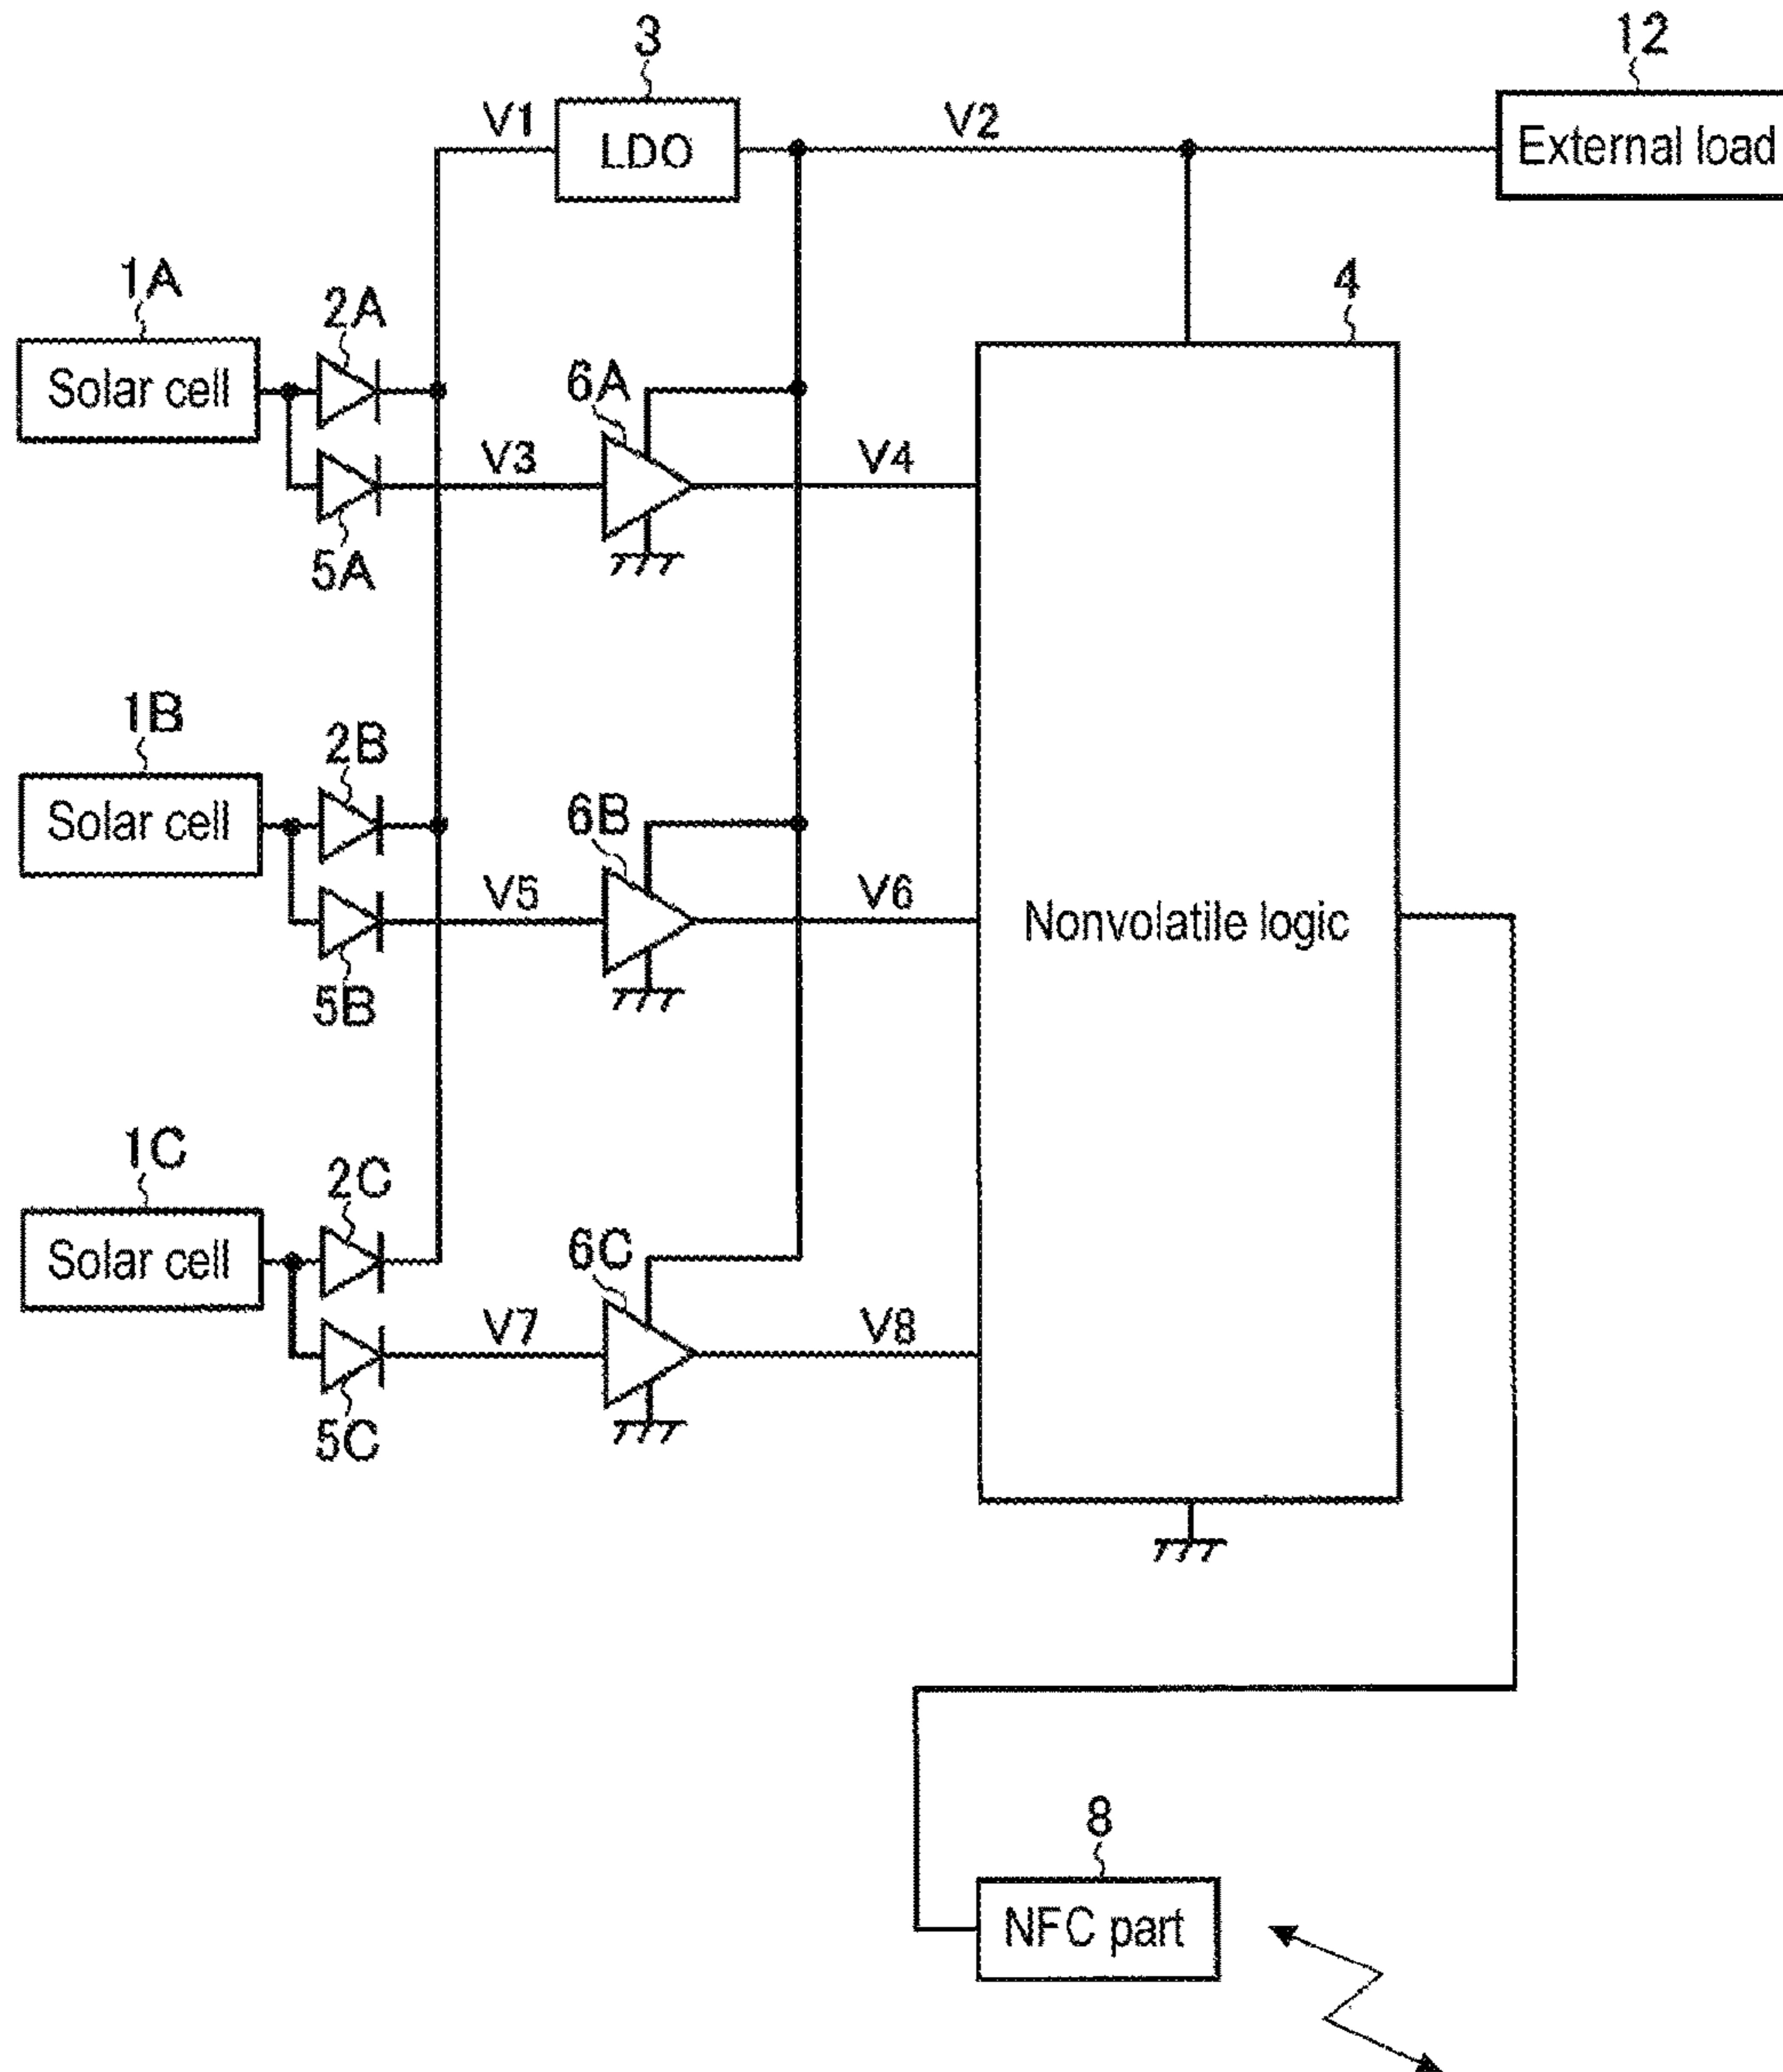 3
12
V1
LDO
V2
External load
1A
2A
4
Solar cell
6A
V3
V4
5A
1B
2B
Solar cell
6B
V5
V6
Nonvolatile logic
5B
1C
2C
Solar cell
6C
V7
V8
5C
8
NFC part